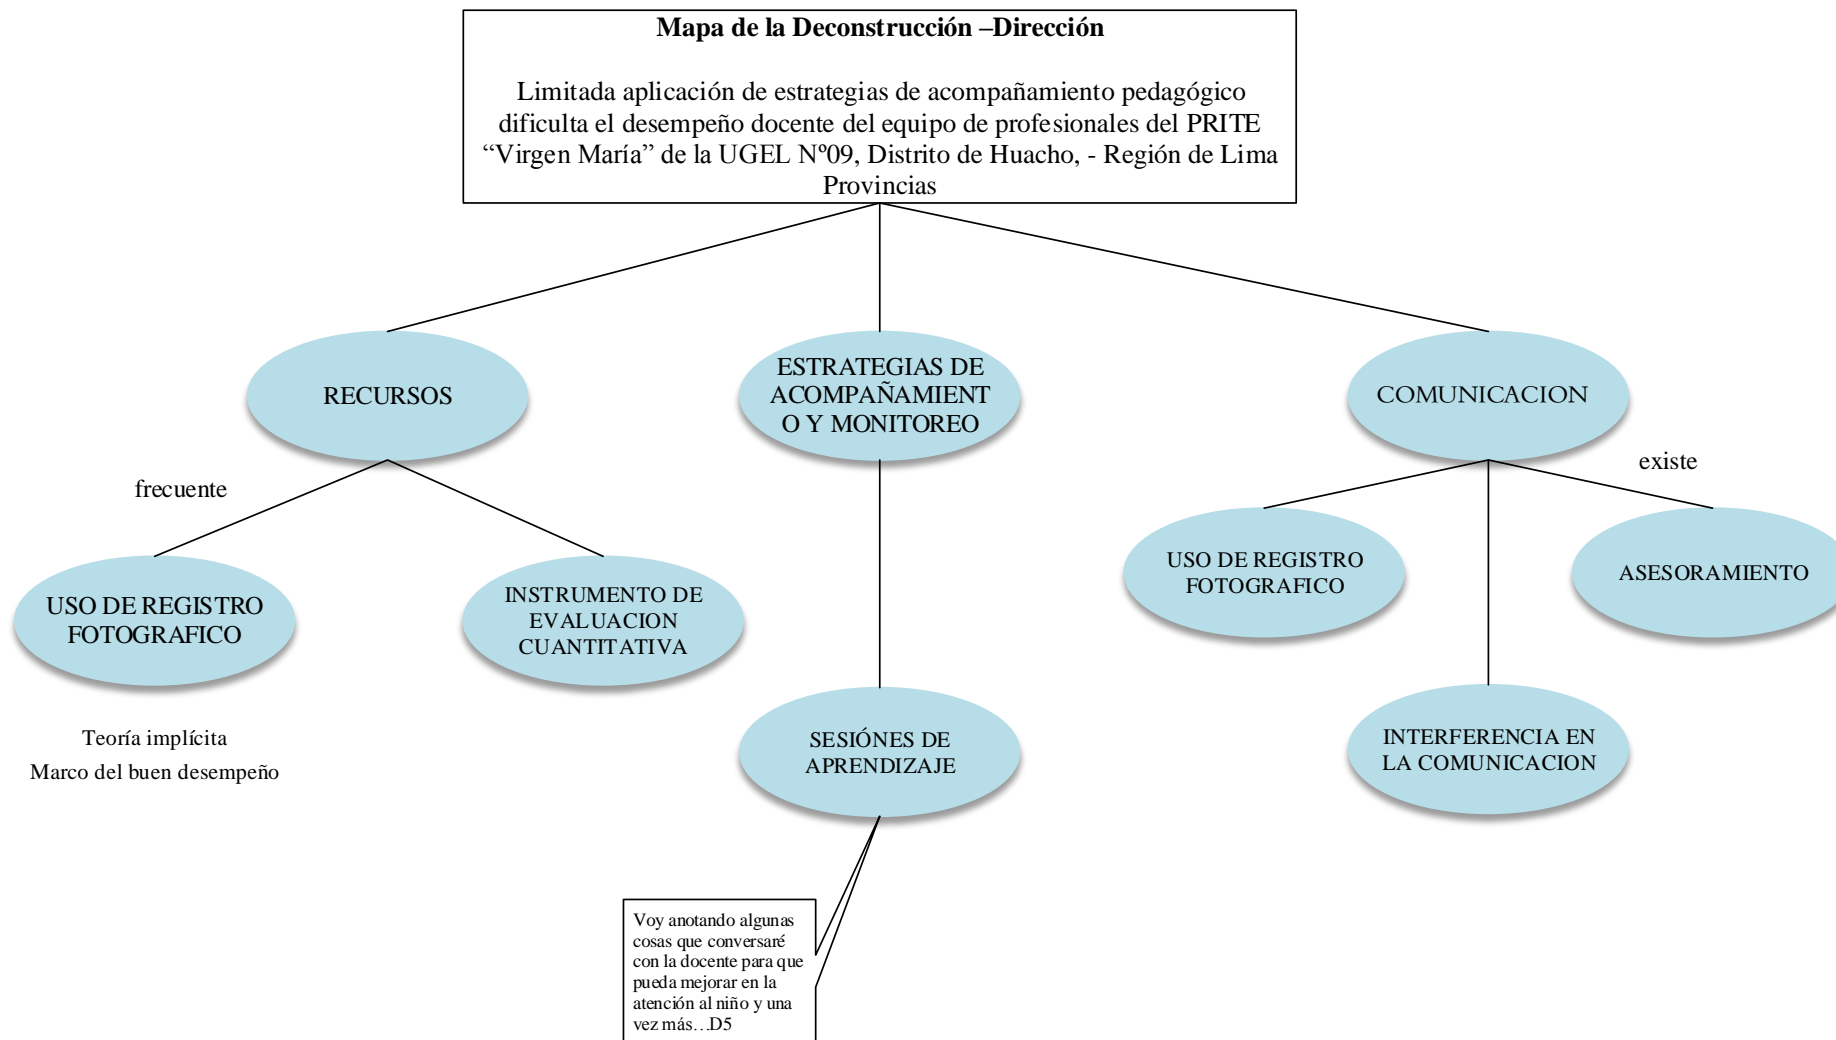 Mapa de la Deconstrucción –Dirección
Limitada aplicación de estrategias de acompañamiento pedagógico
dificulta el desempeño docente del equipo de profesionales del PRITE
“Virgen María” de la UGEL Nº09, Distrito de Huacho, - Región de Lima
Provincias
RECURSOS
ESTRATEGIAS DE
ACOMPAÑAMIENT
O Y MONITOREO
COMUNICACION
frecuente
existe
USO DE REGISTRO
FOTOGRAFICO
INSTRUMENTO DE
EVALUACION
CUANTITATIVA
USO DE REGISTRO
FOTOGRAFICO
ASESORAMIENTO
Teoría implícita
Marco del buen desempeño
SESIÓNES DE
APRENDIZAJE
INTERFERENCIA EN
LA COMUNICACION
Voy anotando algunas
cosas que conversaré
con la docente para que
pueda mejorar en la
atención al niño y una
vez más…D5